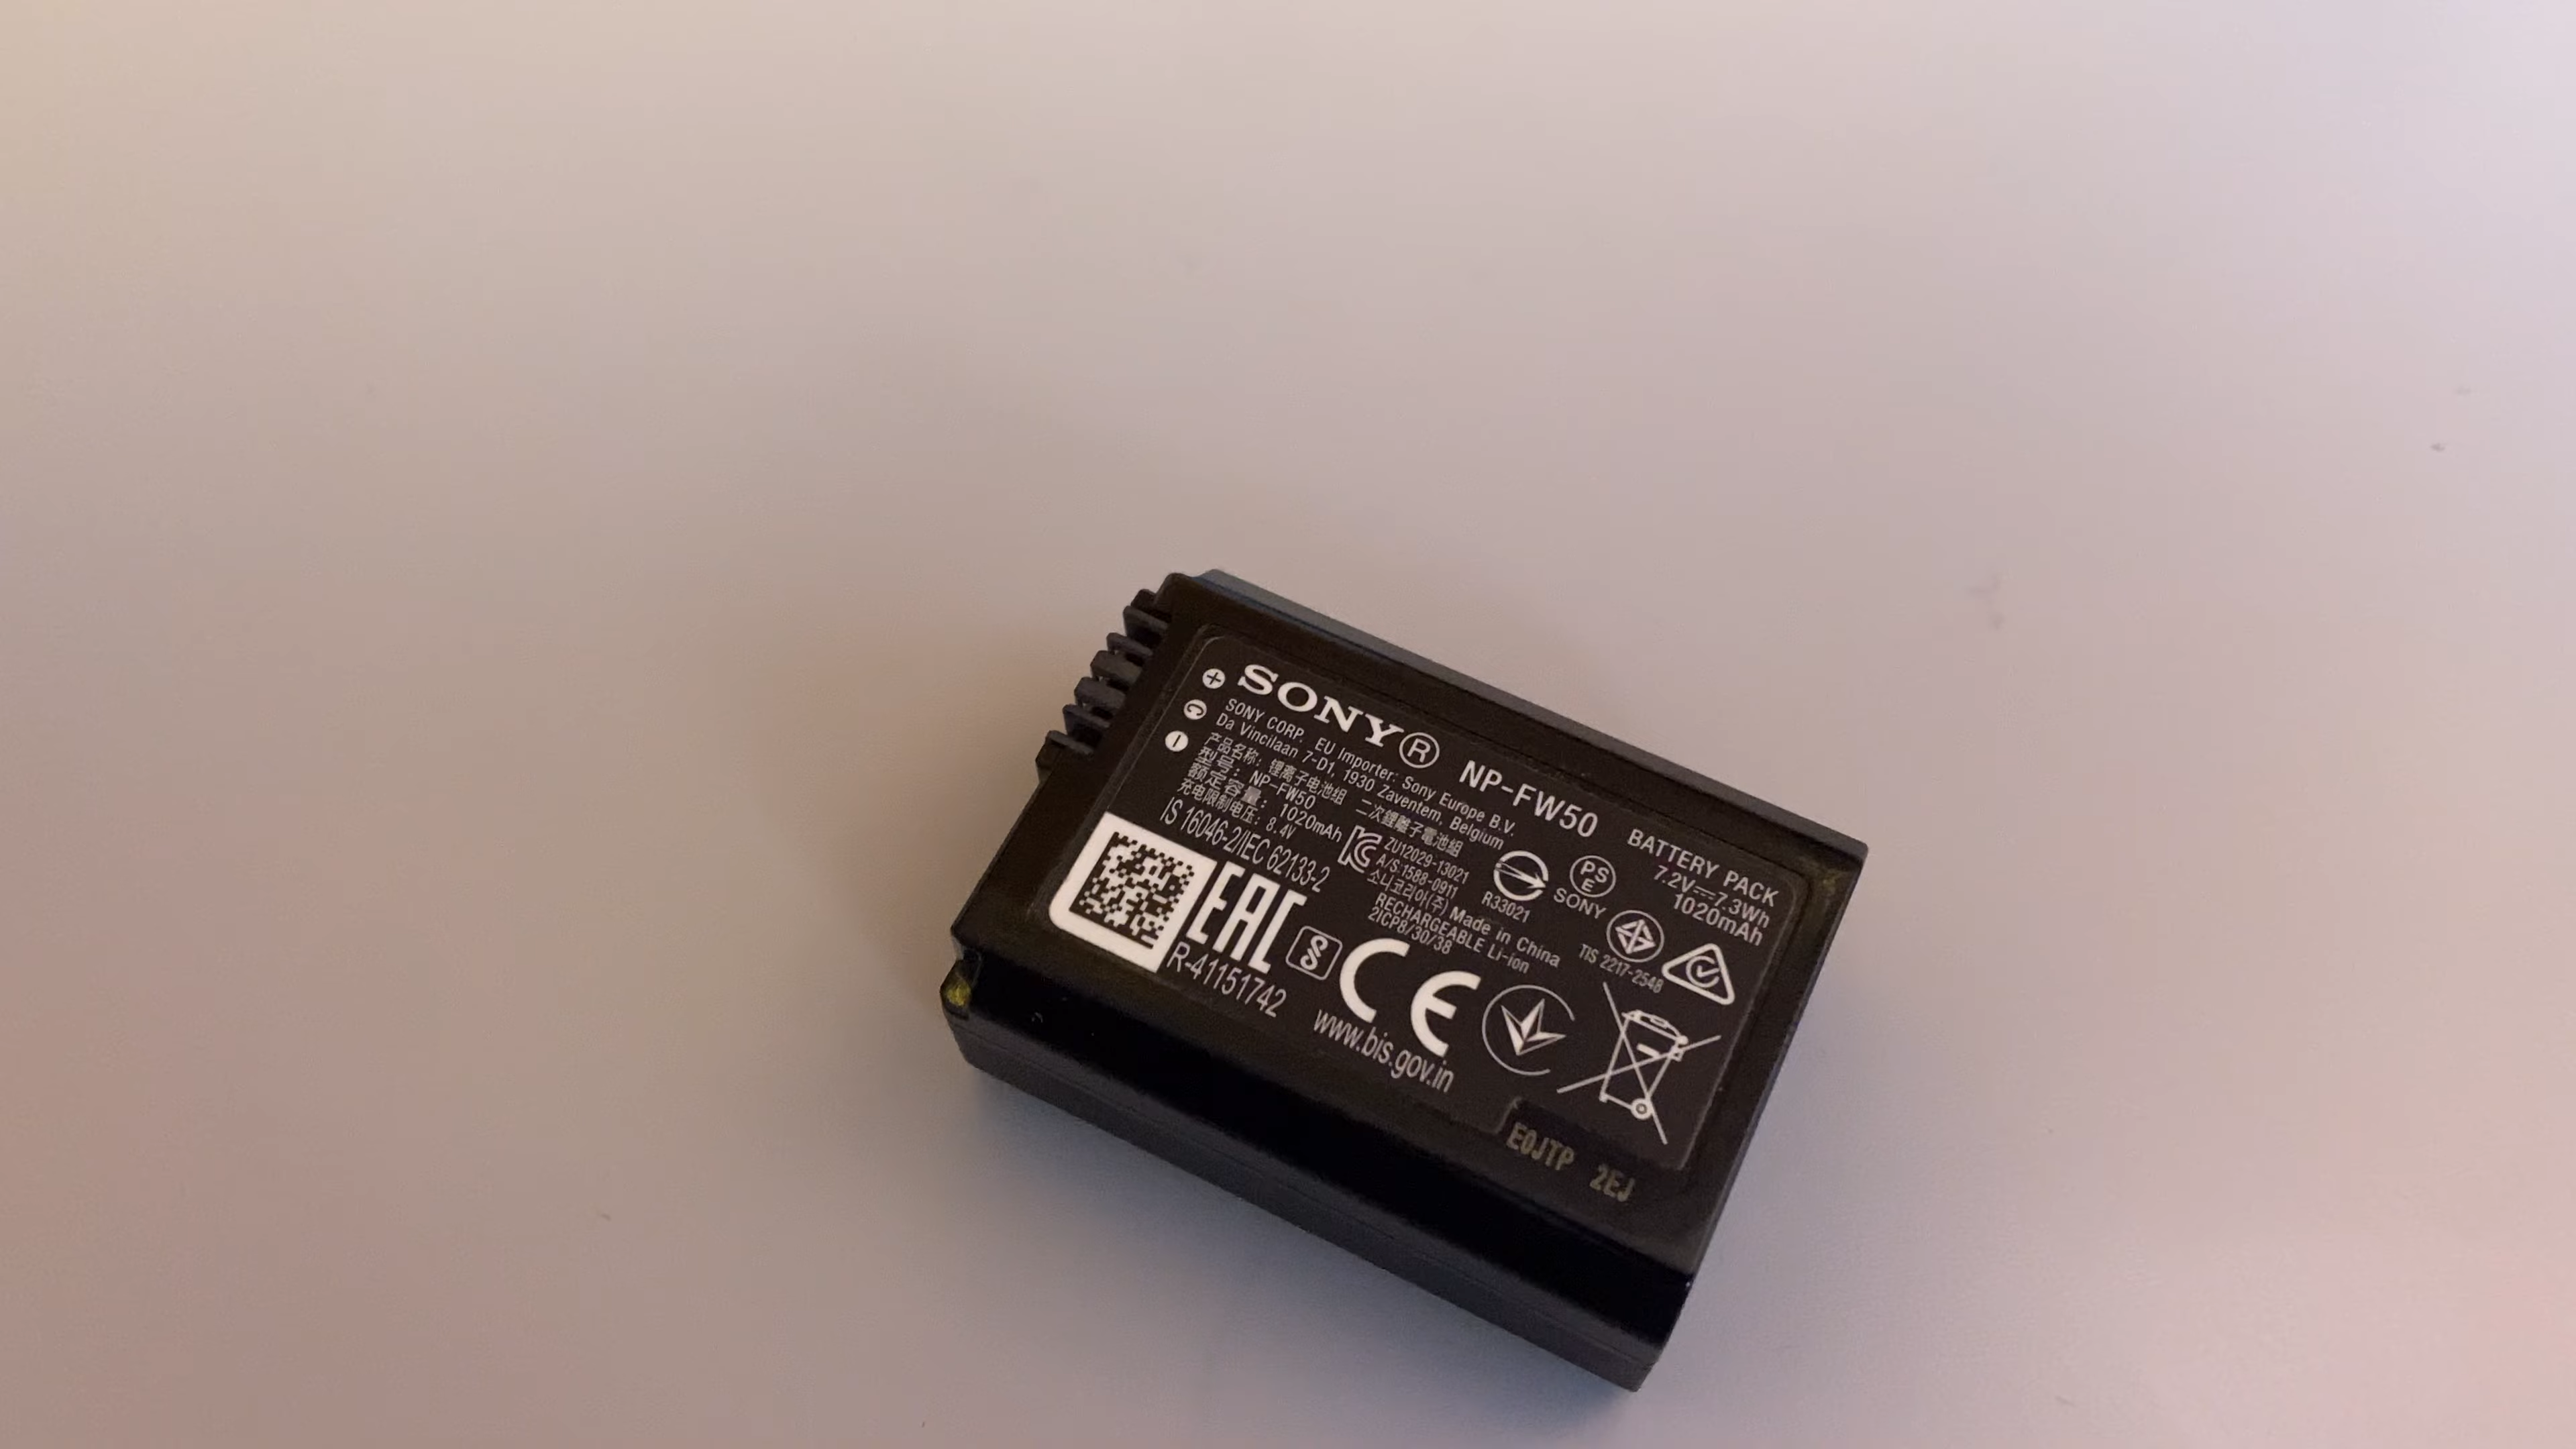 SONY®
NP-FW50
BATTERY PACK
7.2V⎓7.3Wh
1020mAh
SONY CORP. EU Importer: Sony Europe B.V.
Da Vincilaan 7-D1, 1930 Zaventem, Belgium
产品名称: 锂离子电池组 二次鋰離子電池組
型号: NP-FW50
额定容量: 1020mAh
充电限制电压: 8.4V
IS 16046-2/IEC 62133-2
ZU12029-13021
A/S:1588-0911
소니코리아(주) Made in China
RECHARGEABLE Li-ion
2ICP8/30/38
R33021
PS
E
SONY
TIS 2217-2548
EAC
S
CE
R-41151742
www.bis.gov.in
E0JTP 2EJ